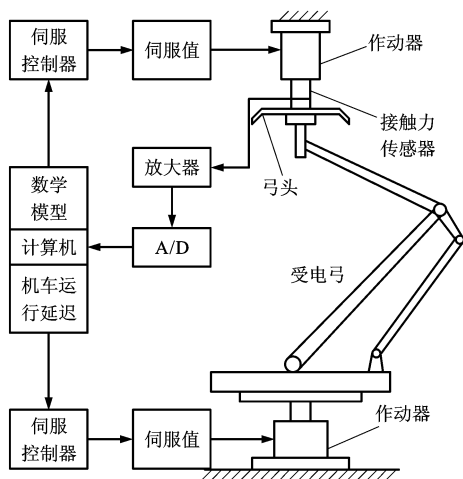 伺服
控制器
伺服值
作动器
接触力
传感器
弓头
放大器
数学
模型
计算机
A/D
机车运
行延迟
受电弓
伺服
控制器
伺服值
作动器